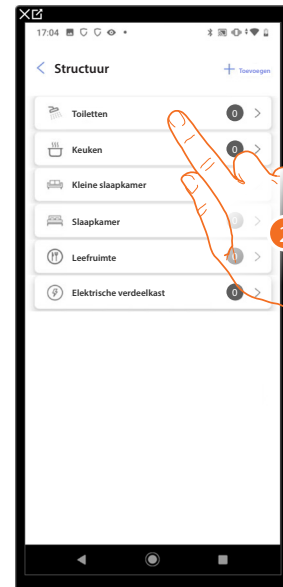 17:04
Structuur
+ Toevoegen
Toiletten 0
Keuken 0
Kleine slaapkamer
Slaapkamer
Leefruimte
Elektrische verdeelkast 0